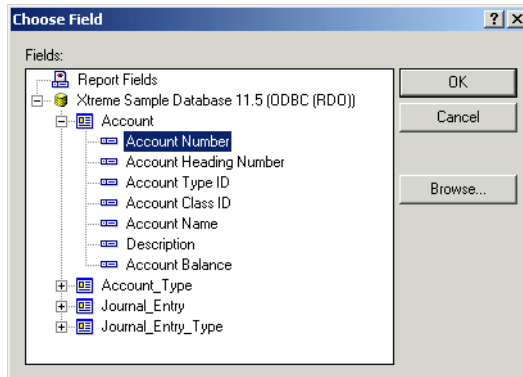 Choose Field
Fields:
Report Fields
Xtreme Sample Database 11.5 (ODBC (RDO))
Account
Account Number
Account Heading Number
Account Type ID
Account Class ID
Account Name
Description
Account Balance
Account_Type
Journal_Entry
Journal_Entry_Type
OK
Cancel
Browse...